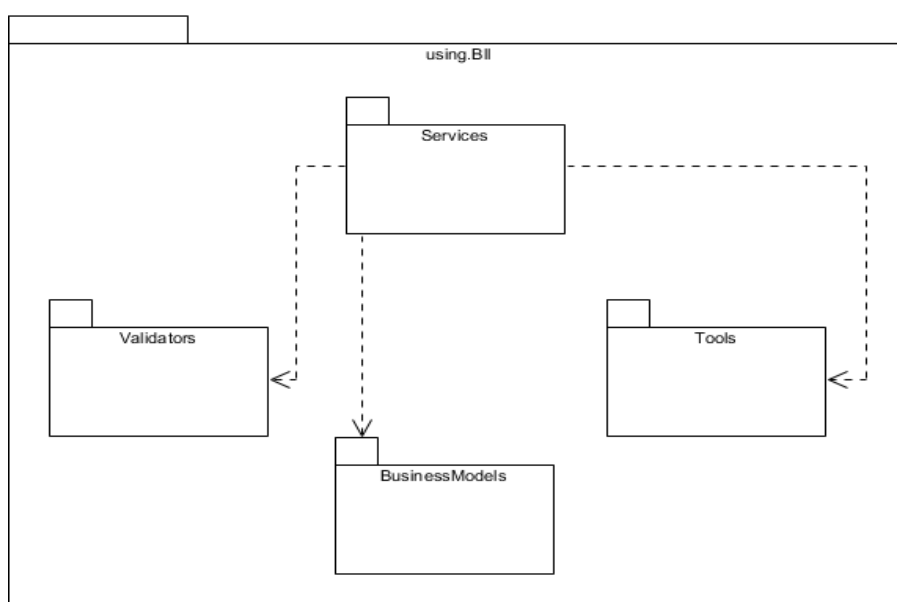 using.Bll
Services
Validators
Tools
BusinessModels